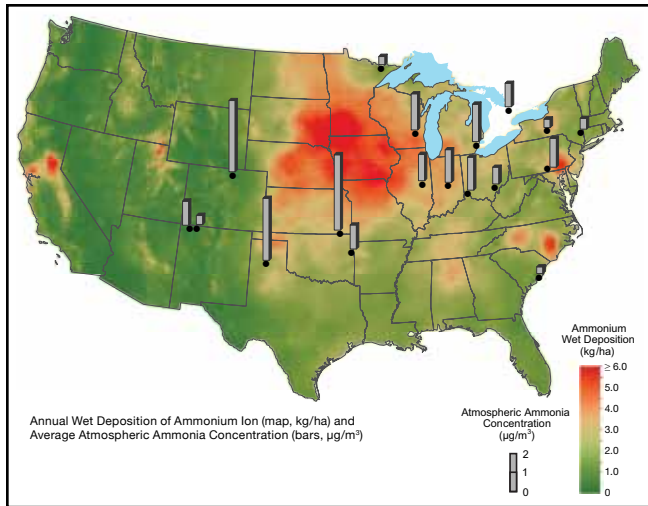 Ammonium
Wet Deposition
(kg/ha)
≥ 6.0
5.0
4.0
3.0
2.0
1.0
0
Atmospheric Ammonia
Concentration
(µg/m³)
2
1
0
Annual Wet Deposition of Ammonium Ion (map, kg/ha) and
Average Atmospheric Ammonia Concentration (bars, µg/m³)